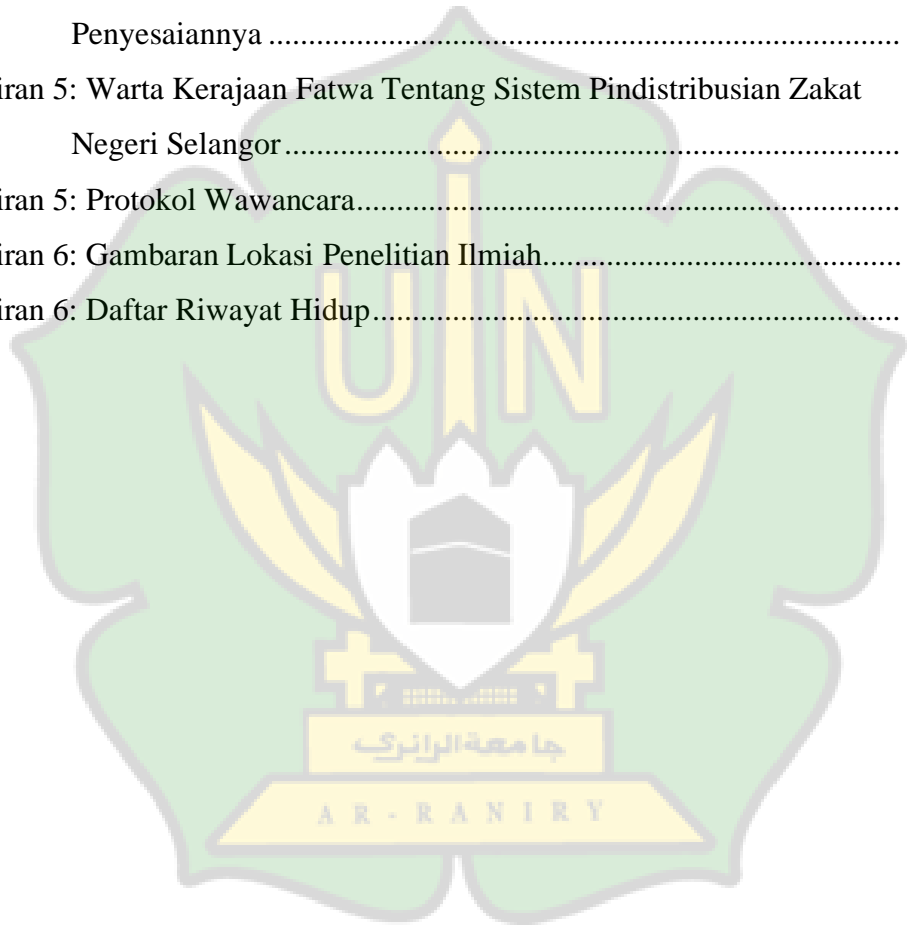 Penyesaiannya ................................................................................
iran 5: Warta Kerajaan Fatwa Tentang Sistem Pindistribusian Zakat
Negeri Selangor ..............................................................................
iran 5: Protokol Wawancara.....................................................................
iran 6: Gambaran Lokasi Penelitian Ilmiah.............................................
iran 6: Daftar Riwayat Hidup..................................................................
UIN
جامعة الرانري
AR-RANIRY